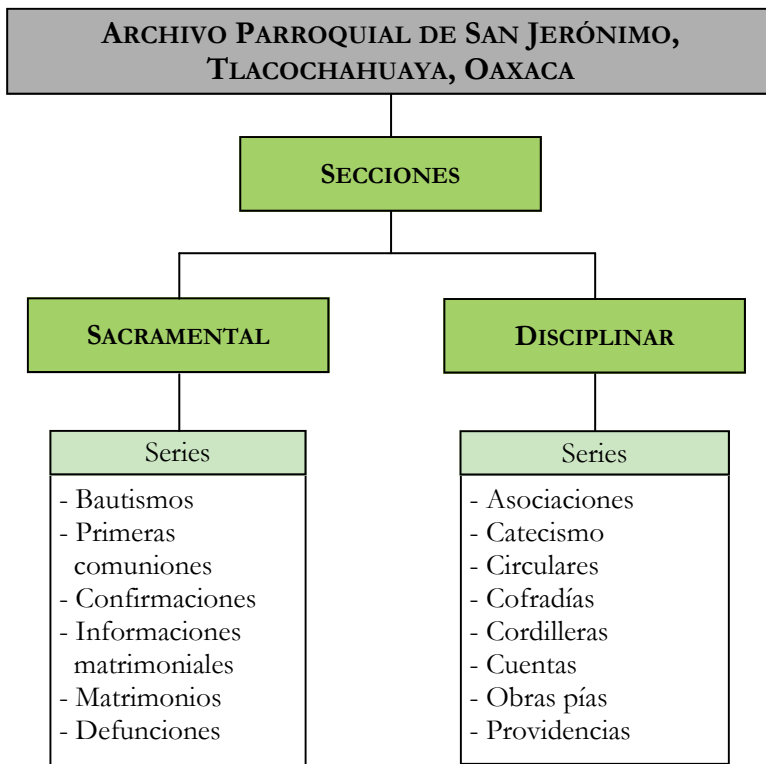 ARCHIVO PARROQUIAL DE SAN JERÓNIMO,
TLACOCHAHUAYA, OAXACA
SECCIONES
SACRAMENTAL
Series
- Bautismos
- Primeras
comuniones
- Confirmaciones
- Informaciones
matrimoniales
- Matrimonios
- Defunciones
DISCIPLINAR
Series
- Asociaciones
- Catecismo
- Circulares
- Cofradías
- Cordilleras
- Cuentas
- Obras pías
- Providencias